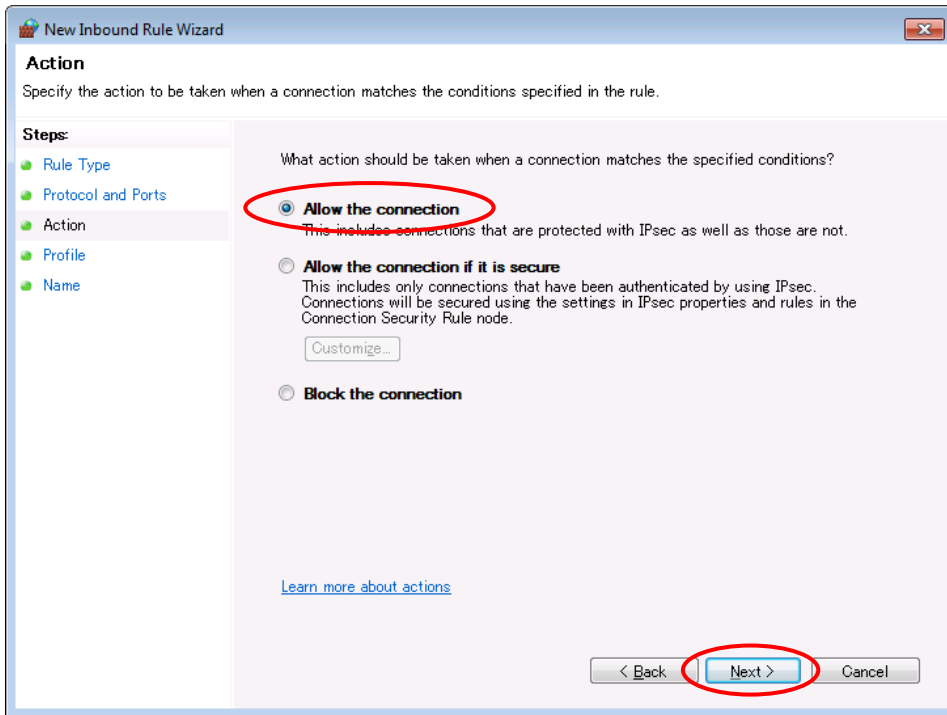 New Inbound Rule Wizard
Action
Specify the action to be taken when a connection matches the conditions specified in the rule.
Steps:
Rule Type
Protocol and Ports
Action
Profile
Name
What action should be taken when a connection matches the specified conditions?
Allow the connection
This includes connections that are protected with IPsec as well as those are not.
Allow the connection if it is secure
This includes only connections that have been authenticated by using IPsec.
Connections will be secured using the settings in IPsec properties and rules in the
Connection Security Rule node.
Customize...
Block the connection
Learn more about actions
< Back
Next >
Cancel